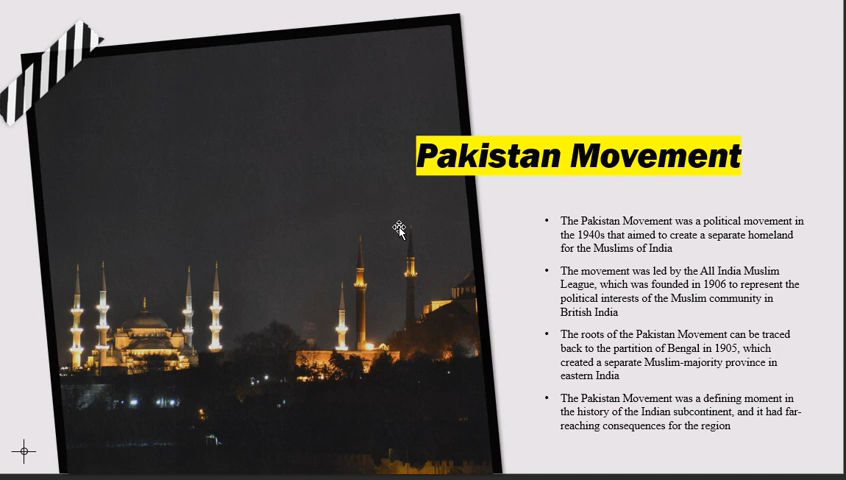 Pakistan Movement
• The Pakistan Movement was a political movement in
the 1940s that aimed to create a separate homeland
for the Muslims of India
• The movement was led by the All India Muslim
League, which was founded in 1906 to represent the
political interests of the Muslim community in
British India
• The roots of the Pakistan Movement can be traced
back to the partition of Bengal in 1905, which
created a separate Muslim-majority province in
eastern India
• The Pakistan Movement was a defining moment in
the history of the Indian subcontinent, and it had far-
reaching consequences for the region